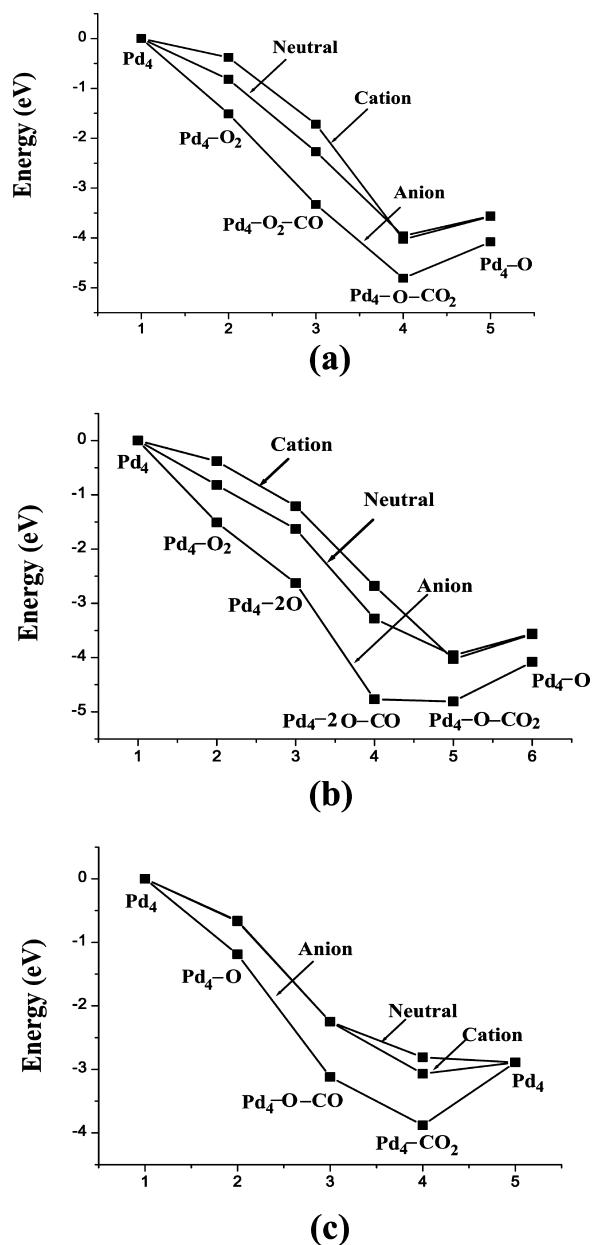 0
-1
-2
-3
-4
-5
Energy (eV)
Pd4
Neutral
Cation
Pd4–O2
Anion
Pd4–O2–CO
Pd4–O
Pd4–O–CO2
1 2 3 4 5
(a)
0
-1
-2
-3
-4
-5
Energy (eV)
Pd4
Cation
Neutral
Pd4–O2
Anion
Pd4–2O
Pd4–O
Pd4–2O–CO Pd4–O–CO2
1 2 3 4 5 6
(b)
0
-1
-2
-3
-4
Energy (eV)
Pd4
Anion
Pd4–O
Neutral
Cation
Pd4
Pd4–O–CO
Pd4–CO2
1 2 3 4 5
(c)